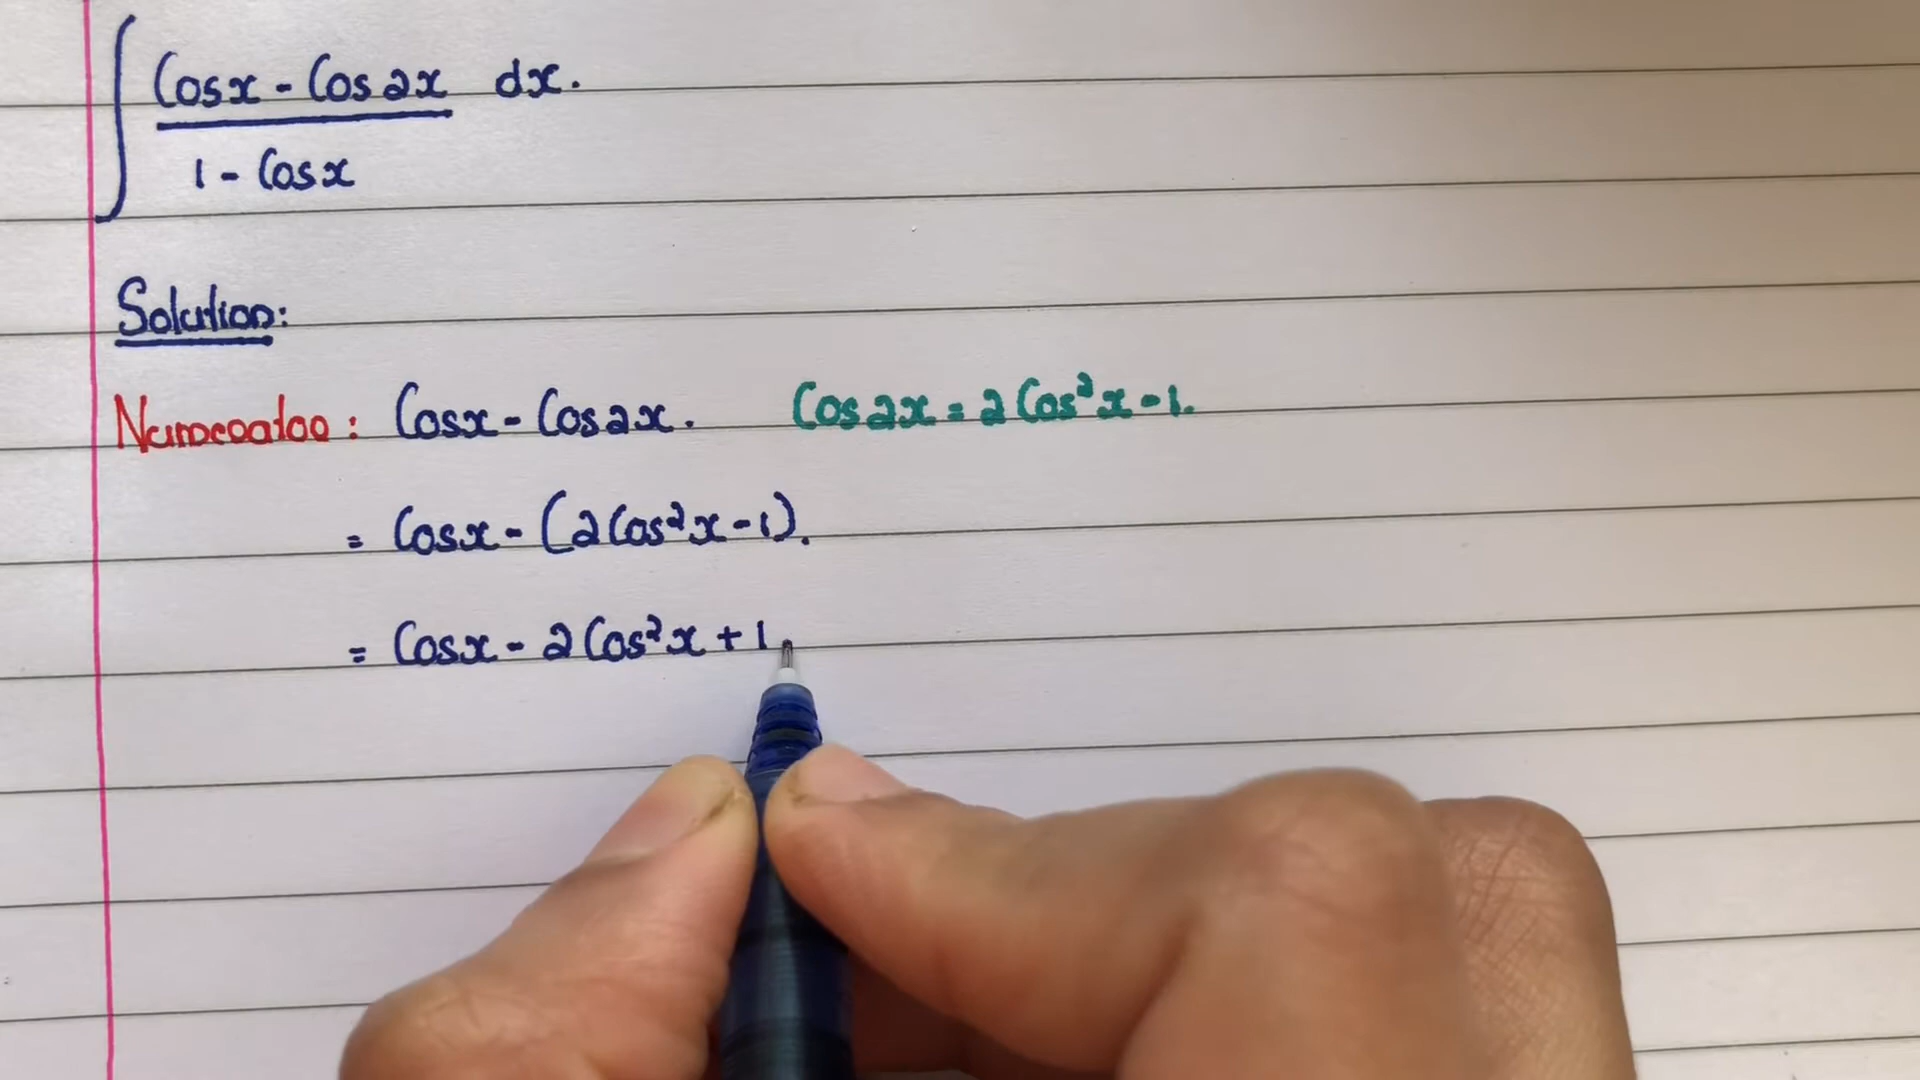 ∫ Cosx - Cos2x dx.
1 - Cosx
Solution:
Numerator: Cosx - Cos2x. Cos2x = 2Cos²x - 1.
= Cosx - (2Cos²x - 1).
= Cosx - 2Cos²x + 1.